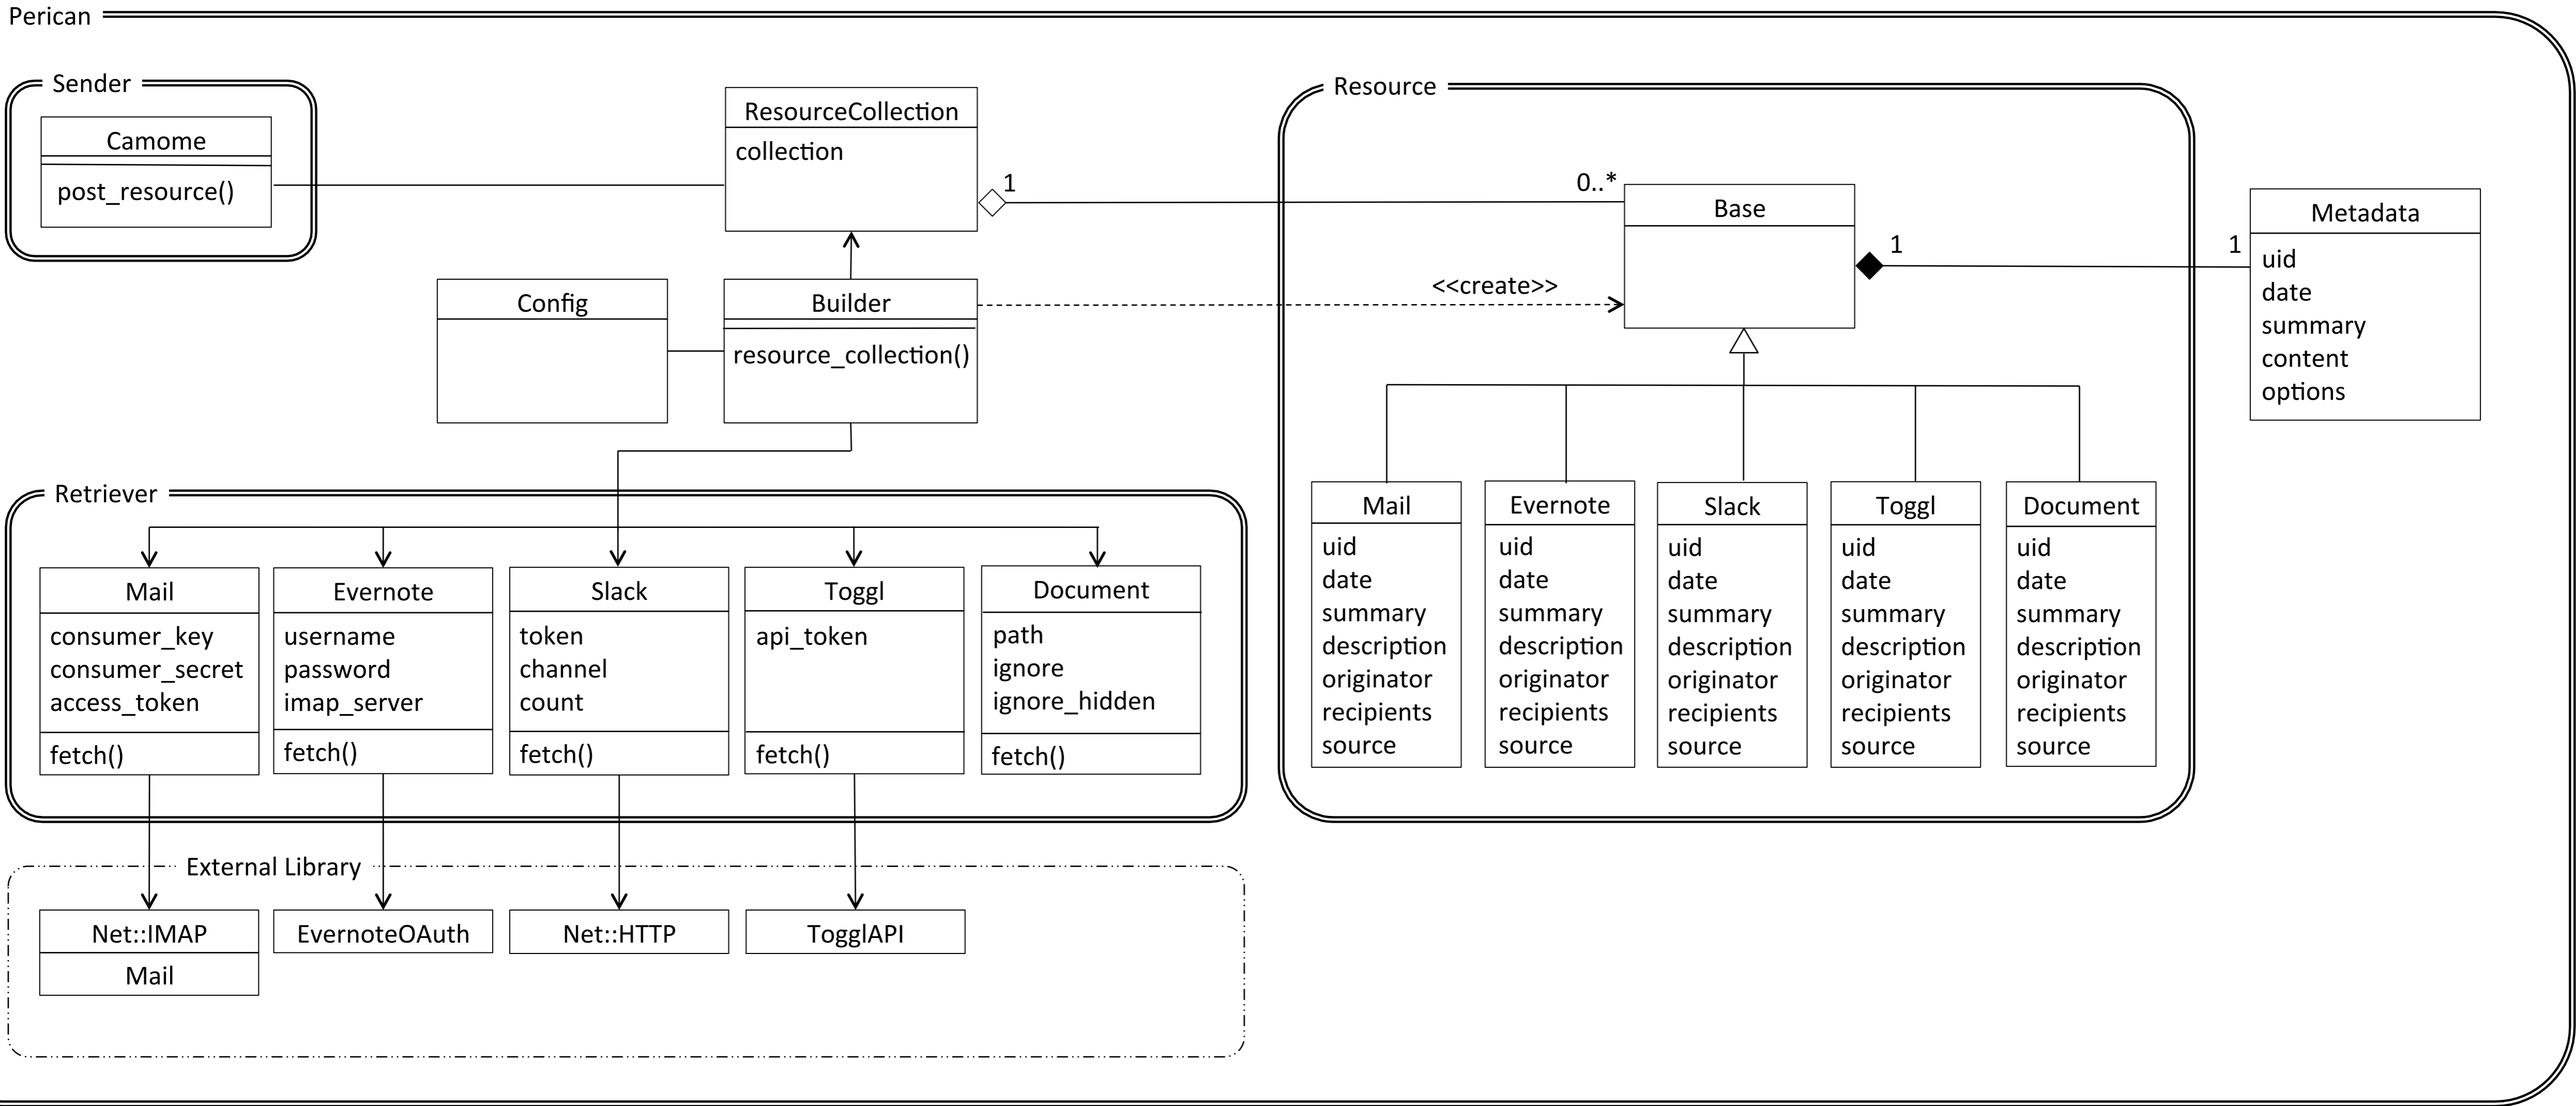 Perican
Sender
Camome
post_resource()
ResourceCollection
collection
1
0..*
Resource
Base
1
1
Metadata
uid
date
summary
content
options
Config
Builder
resource_collection()
<<create>>
Mail
uid
date
summary
description
originator
recipients
source
Evernote
uid
date
summary
description
originator
recipients
source
Slack
uid
date
summary
description
originator
recipients
source
Toggl
uid
date
summary
description
originator
recipients
source
Document
uid
date
summary
description
originator
recipients
source
Retriever
Mail
consumer_key
consumer_secret
access_token
fetch()
Evernote
username
password
imap_server
fetch()
Slack
token
channel
count
fetch()
Toggl
api_token
fetch()
Document
path
ignore
ignore_hidden
fetch()
External Library
Net::IMAP
Mail
EvernoteOAuth
Net::HTTP
TogglAPI